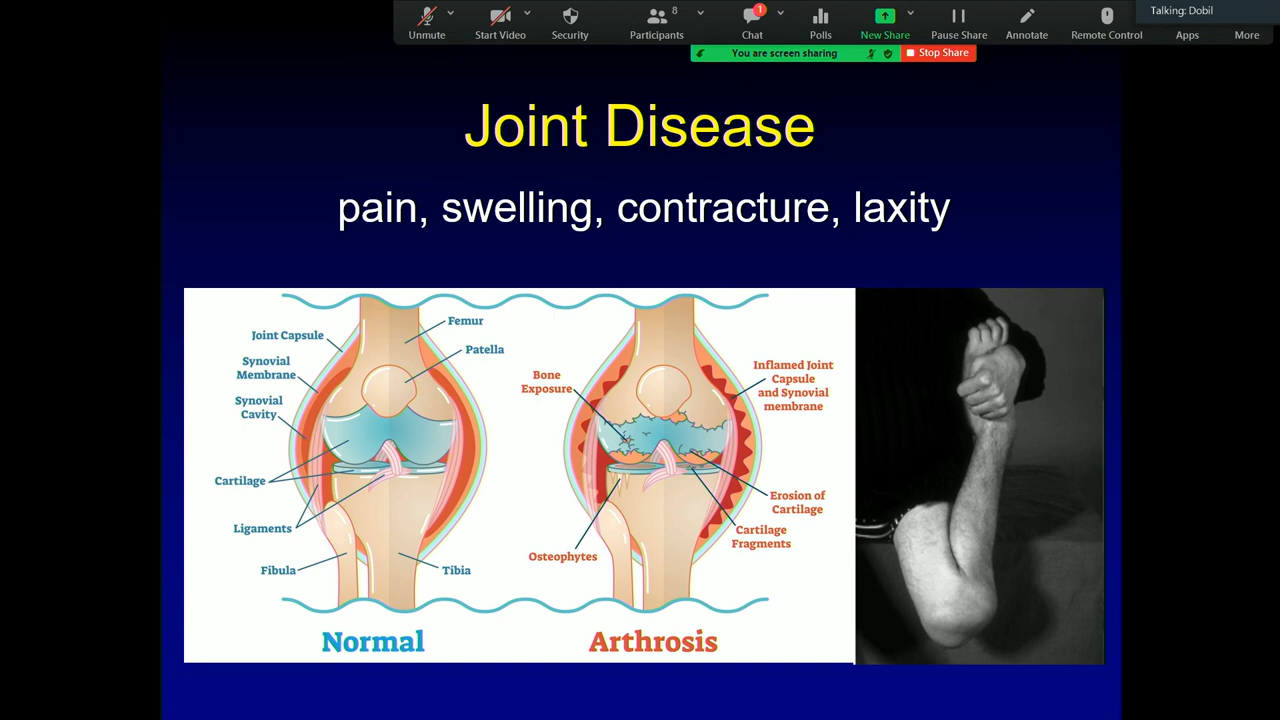 Talking: Dobil
8
1
Unmute
Start Video
Security
Participants
Chat
Polls
New Share
Pause Share
Annotate
Remote Control
Apps
More
You are screen sharing
Stop Share
Joint Disease
pain, swelling, contracture, laxity
Joint Capsule
Synovial
Membrane
Synovial
Cavity
Cartilage
Ligaments
Fibula
Femur
Patella
Tibia
Normal
Bone
Exposure
Osteophytes
Inflamed Joint
Capsule
and Synovial
membrane
Erosion of
Cartilage
Cartilage
Fragments
Arthrosis